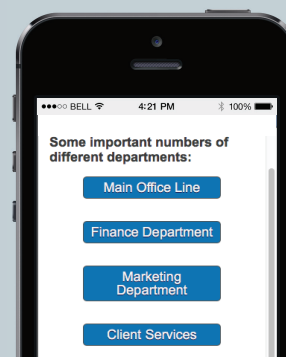 ●●●○○ BELL 4:21 PM 100%
Some important numbers of
different departments:
Main Office Line
Finance Department
Marketing
Department
Client Services